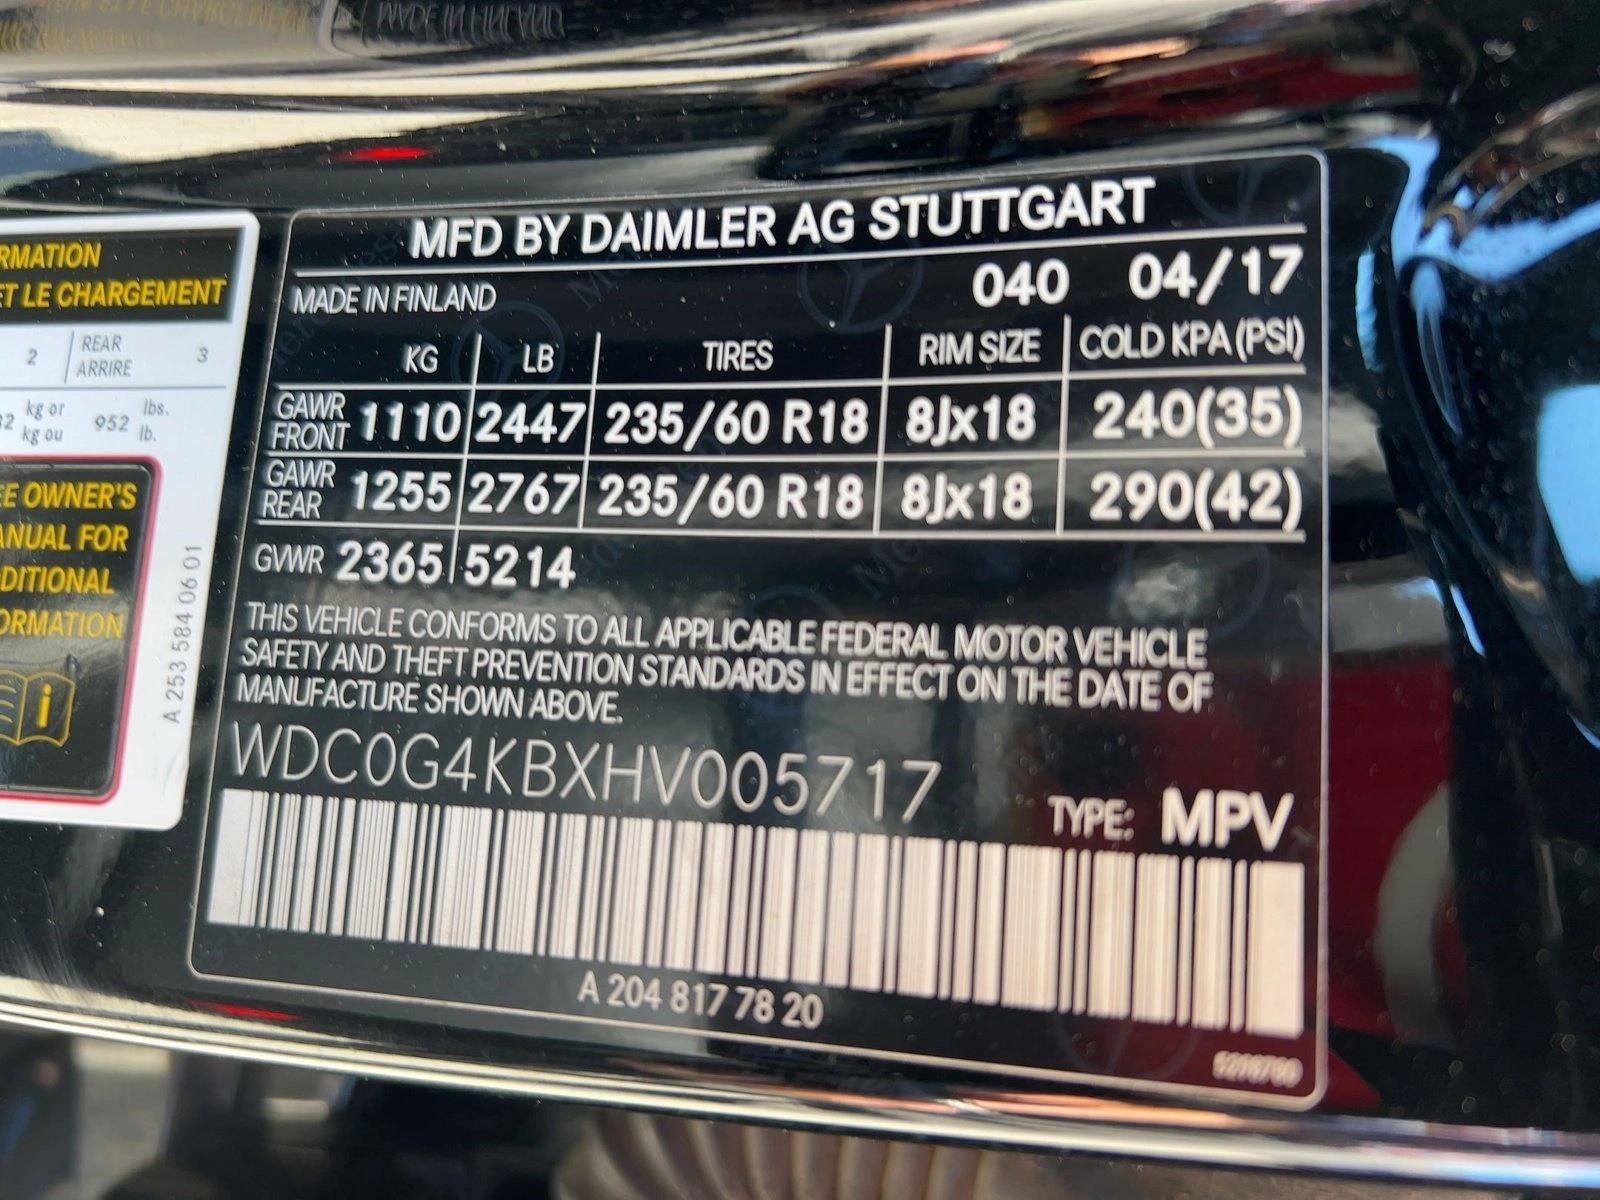 MADE IN FINLAND
RMATION
ET LE CHARGEMENT
2 REAR ARRIRE 3
kg or kg ou 952 lbs. lb.
EE OWNER'S
ANUAL FOR
DDITIONAL
ORMATION
i
A 253 584 06 01
MFD BY DAIMLER AG STUTTGART
MADE IN FINLAND 040 04/17
KG LB TIRES RIM SIZE COLD KPA (PSI)
GAWR FRONT 1110 2447 235/60 R18 8Jx18 240(35)
GAWR REAR 1255 2767 235/60 R18 8Jx18 290(42)
GVWR 2365 5214
THIS VEHICLE CONFORMS TO ALL APPLICABLE FEDERAL MOTOR VEHICLE
SAFETY AND THEFT PREVENTION STANDARDS IN EFFECT ON THE DATE OF
MANUFACTURE SHOWN ABOVE.
WDC0G4KBXHV005717
TYPE: MPV
A 204 817 78 20